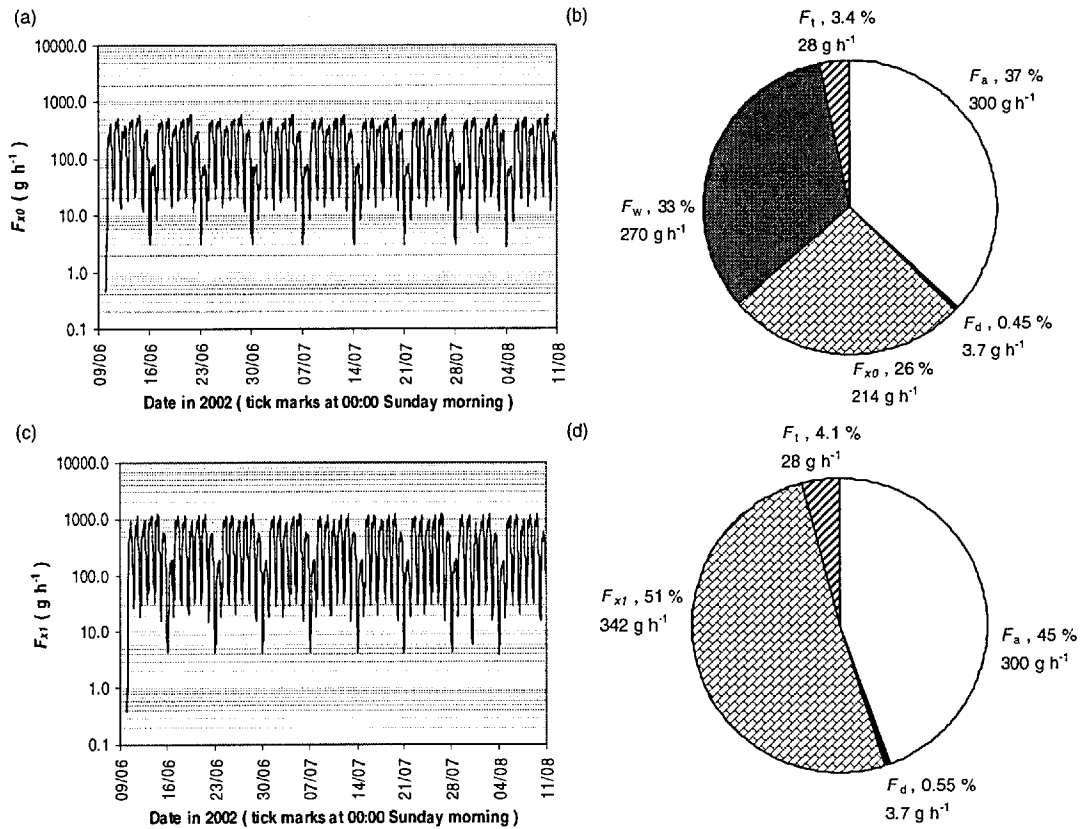 (a)
10000.0
1000.0
100.0
10.0
1.0
0.1
Fx0 (g h-1)
09/06
16/06
23/06
30/06
07/07
14/07
21/07
28/07
04/08
11/08
Date in 2002 ( tick marks at 00:00 Sunday morning )
(b)
Ft , 3.4 %
28 g h-1
Fa , 37 %
300 g h-1
Fw , 33 %
270 g h-1
Fd , 0.45 %
3.7 g h-1
Fx0 , 26 %
214 g h-1
(c)
10000.0
1000.0
100.0
10.0
1.0
0.1
Fx1 (g h-1)
09/06
16/06
23/06
30/06
07/07
14/07
21/07
28/07
04/08
11/08
Date in 2002 (tick marks at 00:00 Sunday morning )
(d)
Ft , 4.1 %
28 g h-1
Fx1 , 51 %
342 g h-1
Fa , 45 %
300 g h-1
Fd , 0.55 %
3.7 g h-1